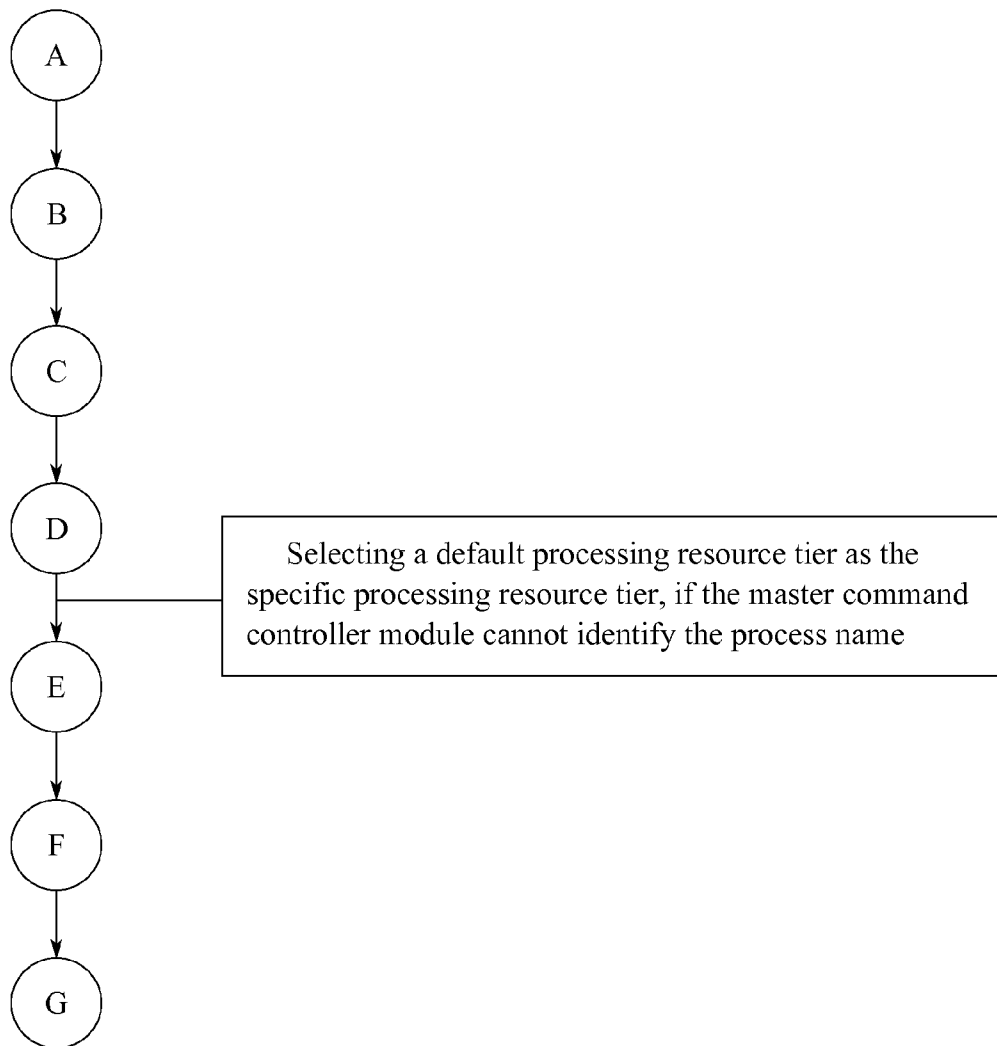 A
B
C
D
Selecting a default processing resource tier as the
specific processing resource tier, if the master command
controller module cannot identify the process name
E
F
G